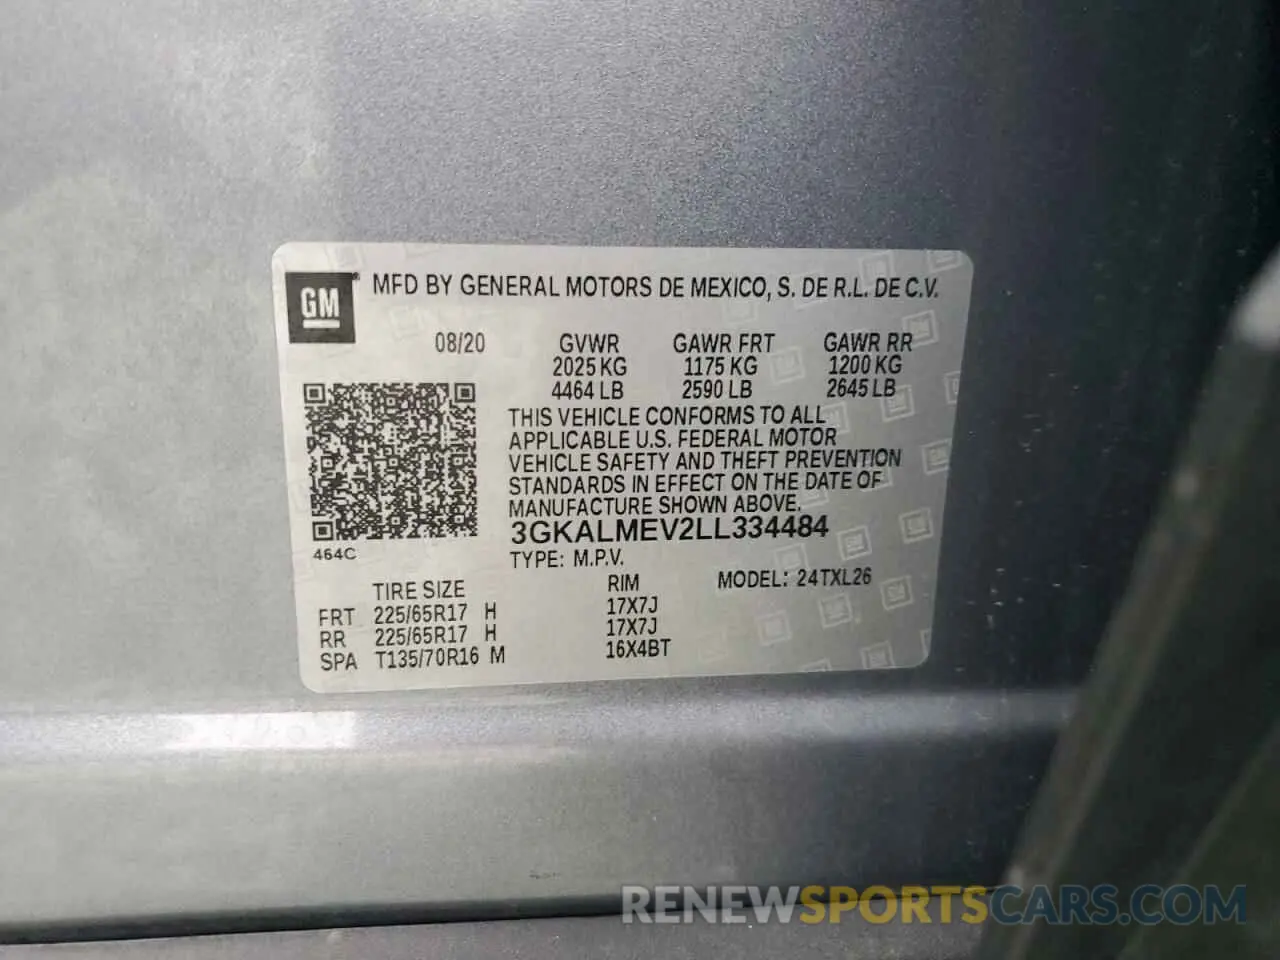 GM ® MFD BY GENERAL MOTORS DE MEXICO, S. DE R.L. DE C.V.
08/20 GVWR GAWR FRT GAWR RR
2025 KG 1175 KG 1200 KG
4464 LB 2590 LB 2645 LB
THIS VEHICLE CONFORMS TO ALL
APPLICABLE U.S. FEDERAL MOTOR
VEHICLE SAFETY AND THEFT PREVENTION
STANDARDS IN EFFECT ON THE DATE OF
MANUFACTURE SHOWN ABOVE.
3GKALMEV2LL334484
464C
TYPE: M.P.V.
TIRE SIZE RIM MODEL: 24TXL26
FRT 225/65R17 H 17X7J
RR 225/65R17 H 17X7J
SPA T135/70R16 M 16X4BT
RENEWSPORTSCARS.COM